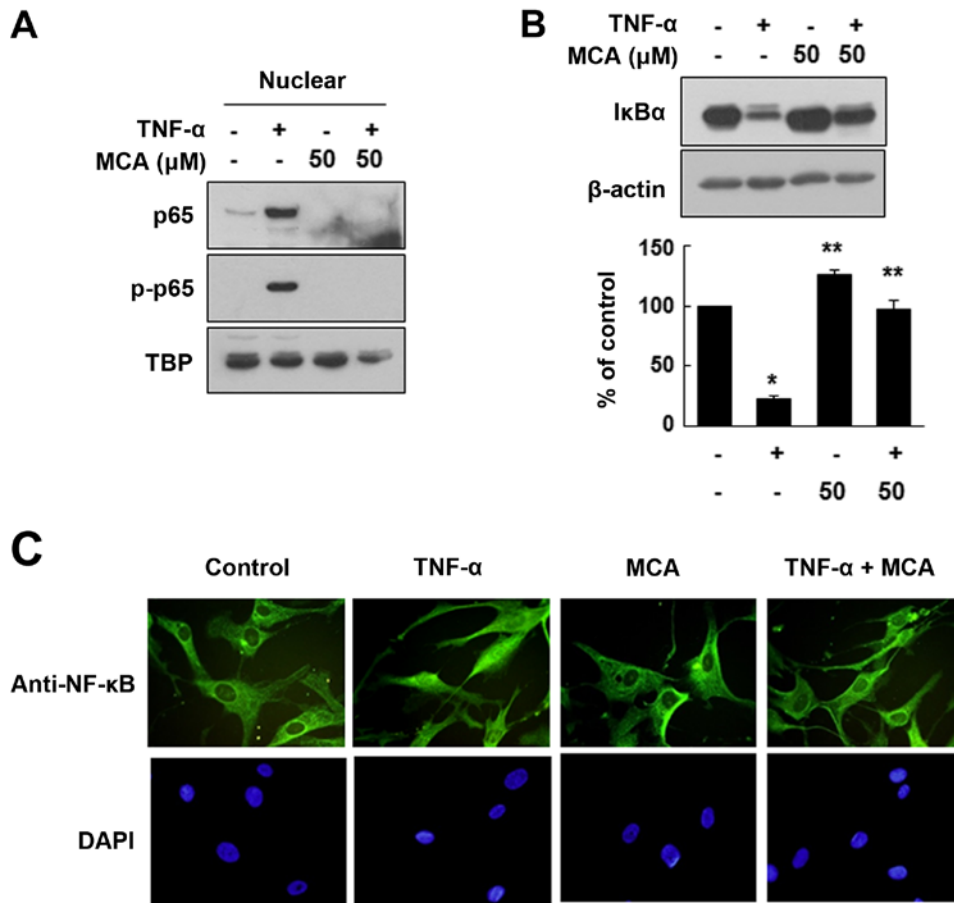 A
Nuclear
TNF-α - + - +
MCA (μM) - - 50 50
p65
p-p65
TBP
B
TNF-α - + - +
MCA (μM) - - 50 50
IκBα
β-actin
% of control
150
100
50
0
*
**
**
- + - +
- - 50 50
C
Control TNF-α MCA TNF-α + MCA
Anti-NF-κB
DAPI